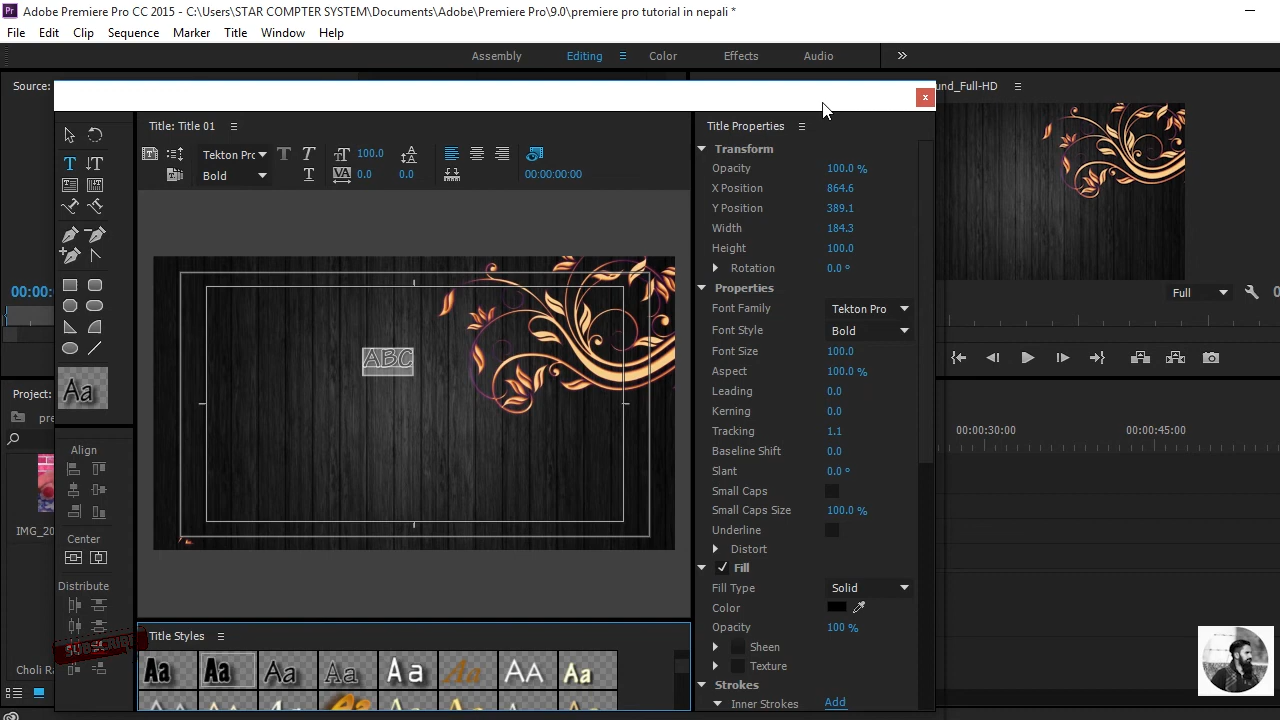 Adobe Premiere Pro CC 2015 - C:\Users\STAR COMPTER SYSTEM\Documents\Adobe\Premiere Pro\9.0\premiere pro tutorial in nepali *
File Edit Clip Sequence Marker Title Window Help
Assembly Editing Color Effects Audio
Source:
und_Full-HD
Title: Title 01
Title Properties
Tekton Pro 100.0
Bold 0.0 0.0 00:00:00:00
Transform
Opacity 100.0 %
X Position 864.6
Y Position 389.1
Width 184.3
Height 100.0
Rotation 0.0 °
Properties
Font Family Tekton Pro
Font Style Bold
Font Size 100.0
Aspect 100.0 %
Leading 0.0
Kerning 0.0
Tracking 1.1
Baseline Shift 0.0
Slant 0.0 °
Small Caps
Small Caps Size 100.0 %
Underline
Distort
Fill
Fill Type Solid
Color
Opacity 100 %
Sheen
Texture
Strokes
Inner Strokes Add
ABC
Full
00:00:30:00 00:00:45:00
00:00:
Project:
pre
IMG_20
Choli Ra
Aa
Align
Center
Distribute
SUBSCRIBE
Title Styles
Aa Aa Aa Aa Aa Aa AA Aa